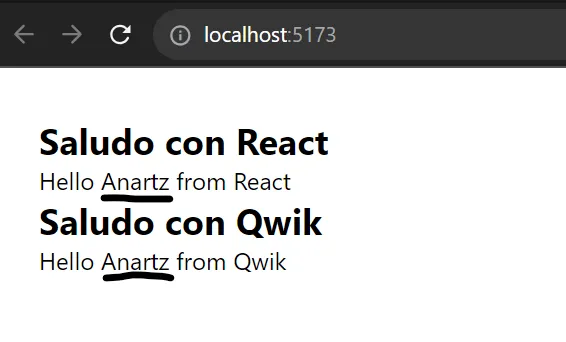 localhost:5173
Saludo con React
Hello Anartz from React
Saludo con Qwik
Hello Anartz from Qwik